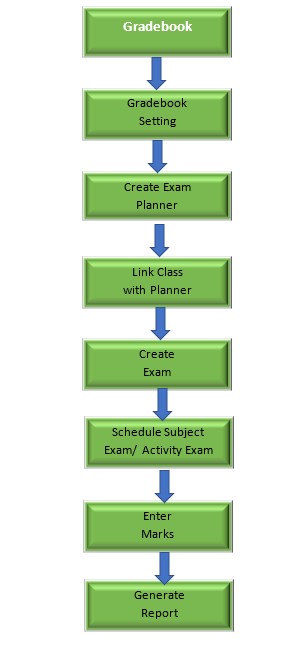 Gradebook
Gradebook
Setting
Create Exam
Planner
Link Class
with Planner
Create
Exam
Schedule Subject
Exam/ Activity Exam
Enter
Marks
Generate
Report